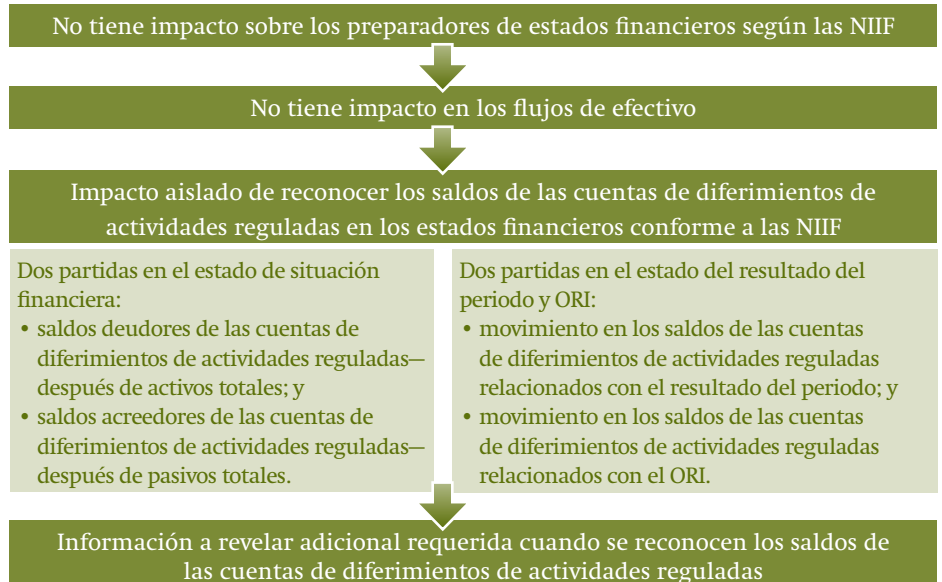 No tiene impacto sobre los preparadores de estados financieros según las NIIF
No tiene impacto en los flujos de efectivo
Impacto aislado de reconocer los saldos de las cuentas de diferimientos de
actividades reguladas en los estados financieros conforme a las NIIF
Dos partidas en el estado de situación
financiera:
• saldos deudores de las cuentas de
diferimientos de actividades reguladas—
después de activos totales; y
• saldos acreedores de las cuentas de
diferimientos de actividades reguladas—
después de pasivos totales.
Dos partidas en el estado del resultado del
periodo y ORI:
• movimiento en los saldos de las cuentas
de diferimientos de actividades reguladas
relacionados con el resultado del periodo; y
• movimiento en los saldos de las cuentas
de diferimientos de actividades reguladas
relacionados con el ORI.
Información a revelar adicional requerida cuando se reconocen los saldos de
las cuentas de diferimientos de actividades reguladas